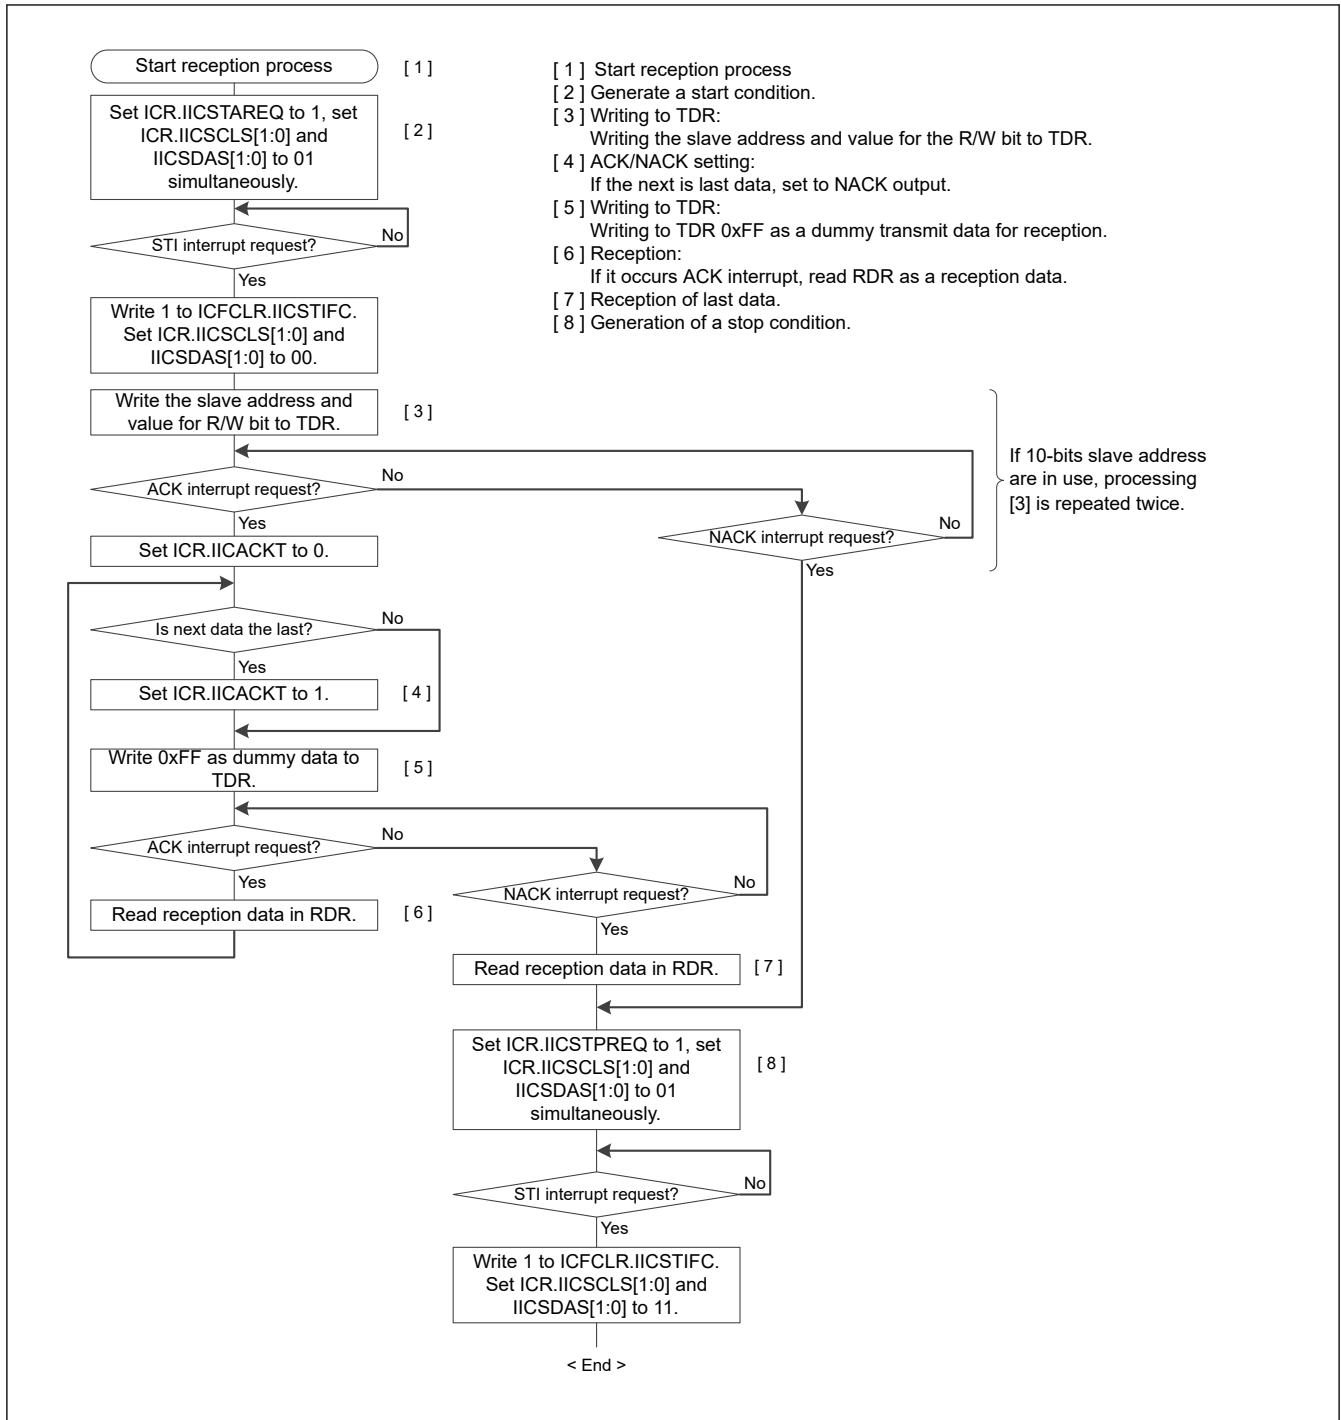 Start reception process
[ 1 ]
Set ICR.IICSTAREQ to 1, set
ICR.IICSCLS[1:0] and
IICSDAS[1:0] to 01
simultaneously.
[ 2 ]
STI interrupt request?
No
Yes
Write 1 to ICFCLR.IICSTIFC.
Set ICR.IICSCLS[1:0] and
IICSDAS[1:0] to 00.
[ 1 ] Start reception process
[ 2 ] Generate a start condition.
[ 3 ] Writing to TDR:
Writing the slave address and value for the R/W bit to TDR.
[ 4 ] ACK/NACK setting:
If the next is last data, set to NACK output.
[ 5 ] Writing to TDR:
Writing to TDR 0xFF as a dummy transmit data for reception.
[ 6 ] Reception:
If it occurs ACK interrupt, read RDR as a reception data.
[ 7 ] Reception of last data.
[ 8 ] Generation of a stop condition.
Write the slave address and
value for R/W bit to TDR.
[ 3 ]
ACK interrupt request?
No
Yes
NACK interrupt request?
No
Yes
If 10-bits slave address
are in use, processing
[3] is repeated twice.
Set ICR.IICACKT to 0.
Is next data the last?
No
Yes
Set ICR.IICACKT to 1.
[ 4 ]
Write 0xFF as dummy data to
TDR.
[ 5 ]
ACK interrupt request?
No
Yes
NACK interrupt request?
No
Yes
Read reception data in RDR.
[ 6 ]
Read reception data in RDR.
[ 7 ]
Set ICR.IICSTPREQ to 1, set
ICR.IICSCLS[1:0] and
IICSDAS[1:0] to 01
simultaneously.
[ 8 ]
STI interrupt request?
No
Yes
Write 1 to ICFCLR.IICSTIFC.
Set ICR.IICSCLS[1:0] and
IICSDAS[1:0] to 11.
< End >